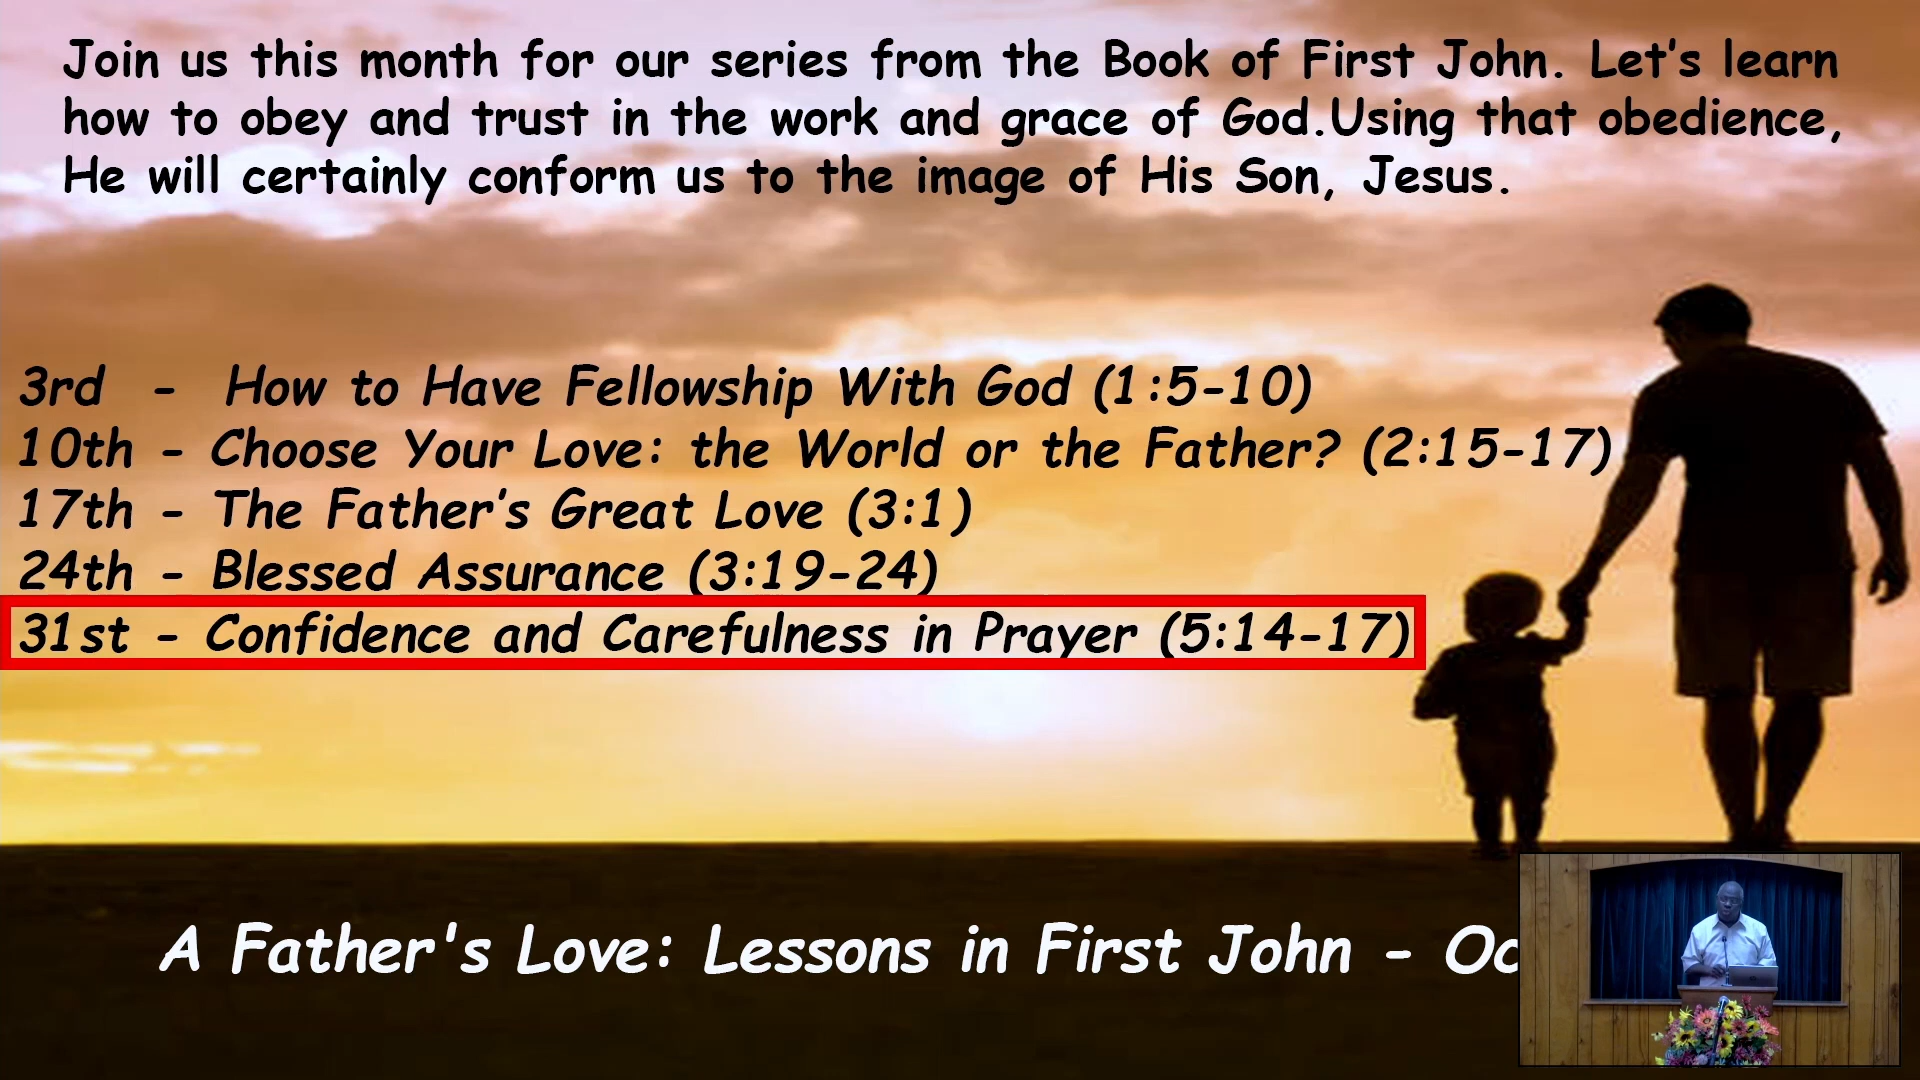 Join us this month for our series from the Book of First John. Let's learn
how to obey and trust in the work and grace of God.Using that obedience,
He will certainly conform us to the image of His Son, Jesus.
3rd - How to Have Fellowship With God (1:5-10)
10th - Choose Your Love: the World or the Father? (2:15-17)
17th - The Father's Great Love (3:1)
24th - Blessed Assurance (3:19-24)
31st - Confidence and Carefulness in Prayer (5:14-17)
A Father's Love: Lessons in First John - Oc